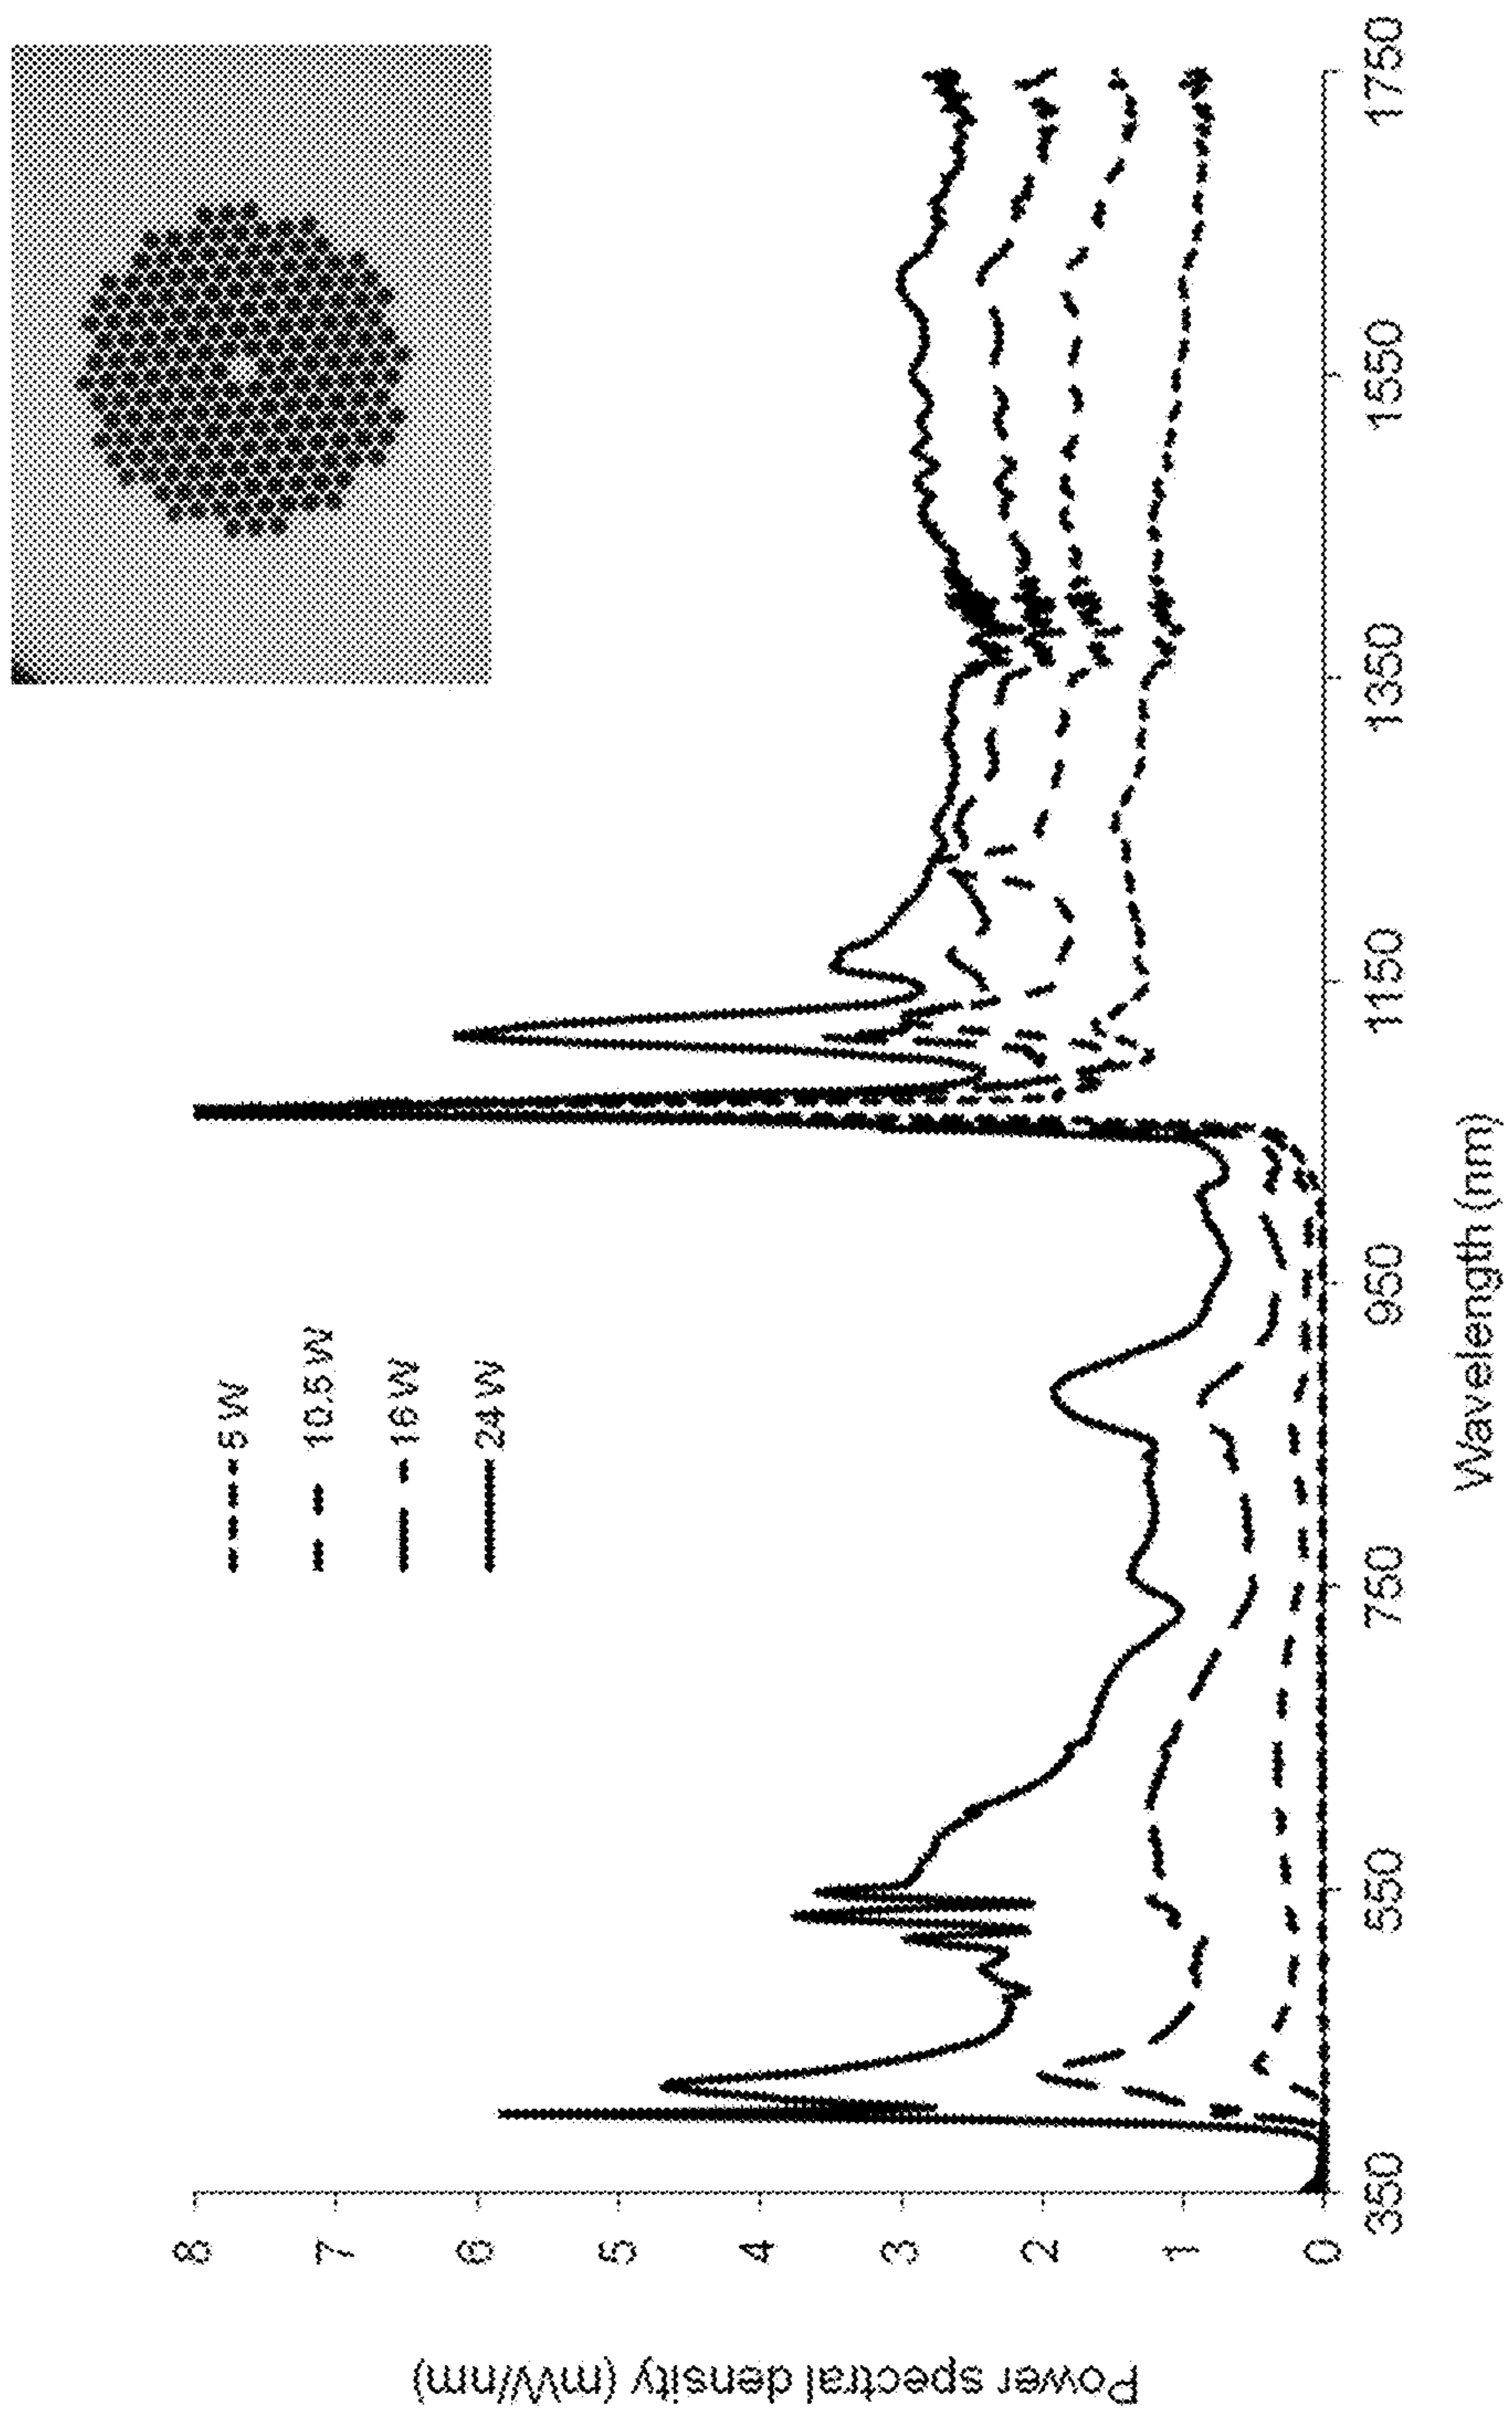 Power spectral density (mW/nm)
8
7
6
5
4
3
2
1
0
5 W
10.5 W
16 W
24 W
350
550
750
950
1150
1350
1550
1750
Wavelength (nm)